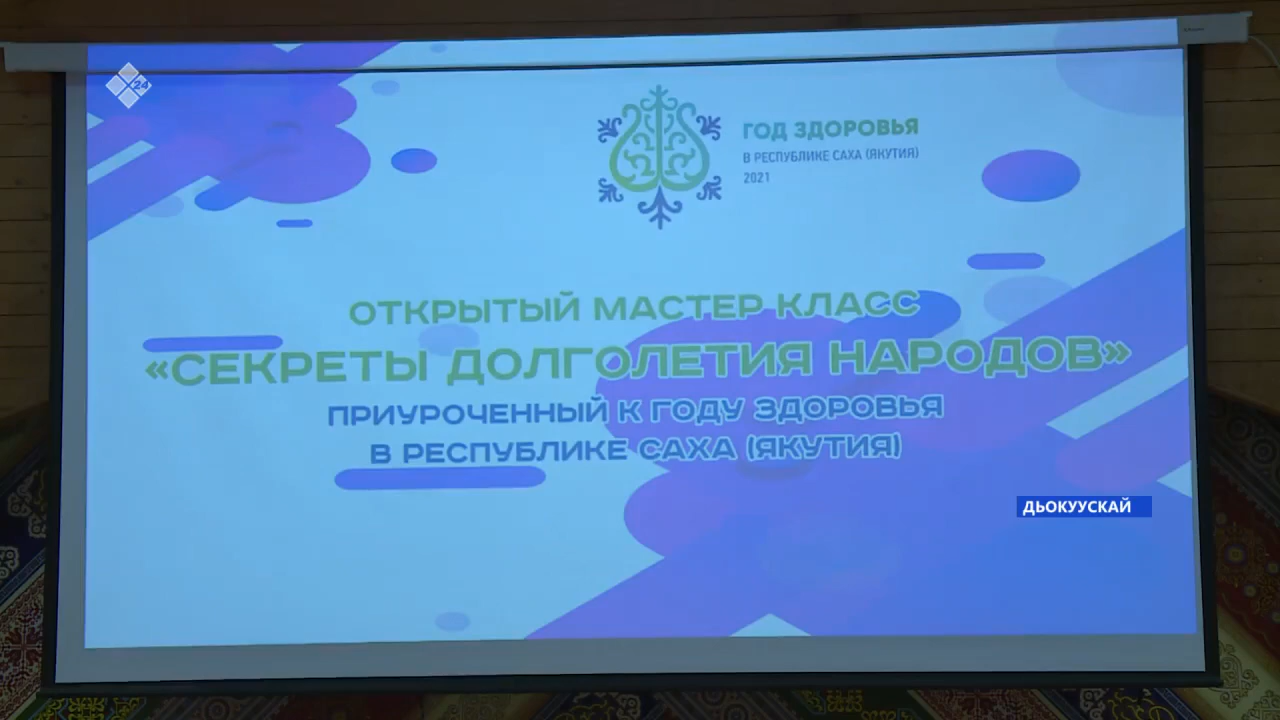 24
ГОД ЗДОРОВЬЯ
В РЕСПУБЛИКЕ САХА (ЯКУТИЯ)
2021
ОТКРЫТЫЙ МАСТЕР КЛАСС
«СЕКРЕТЫ ДОЛГОЛЕТИЯ НАРОДОВ»
ПРИУРОЧЕННЫЙ К ГОДУ ЗДОРОВЬЯ
В РЕСПУБЛИКЕ САХА (ЯКУТИЯ)
ДЬОКУУСКАЙ